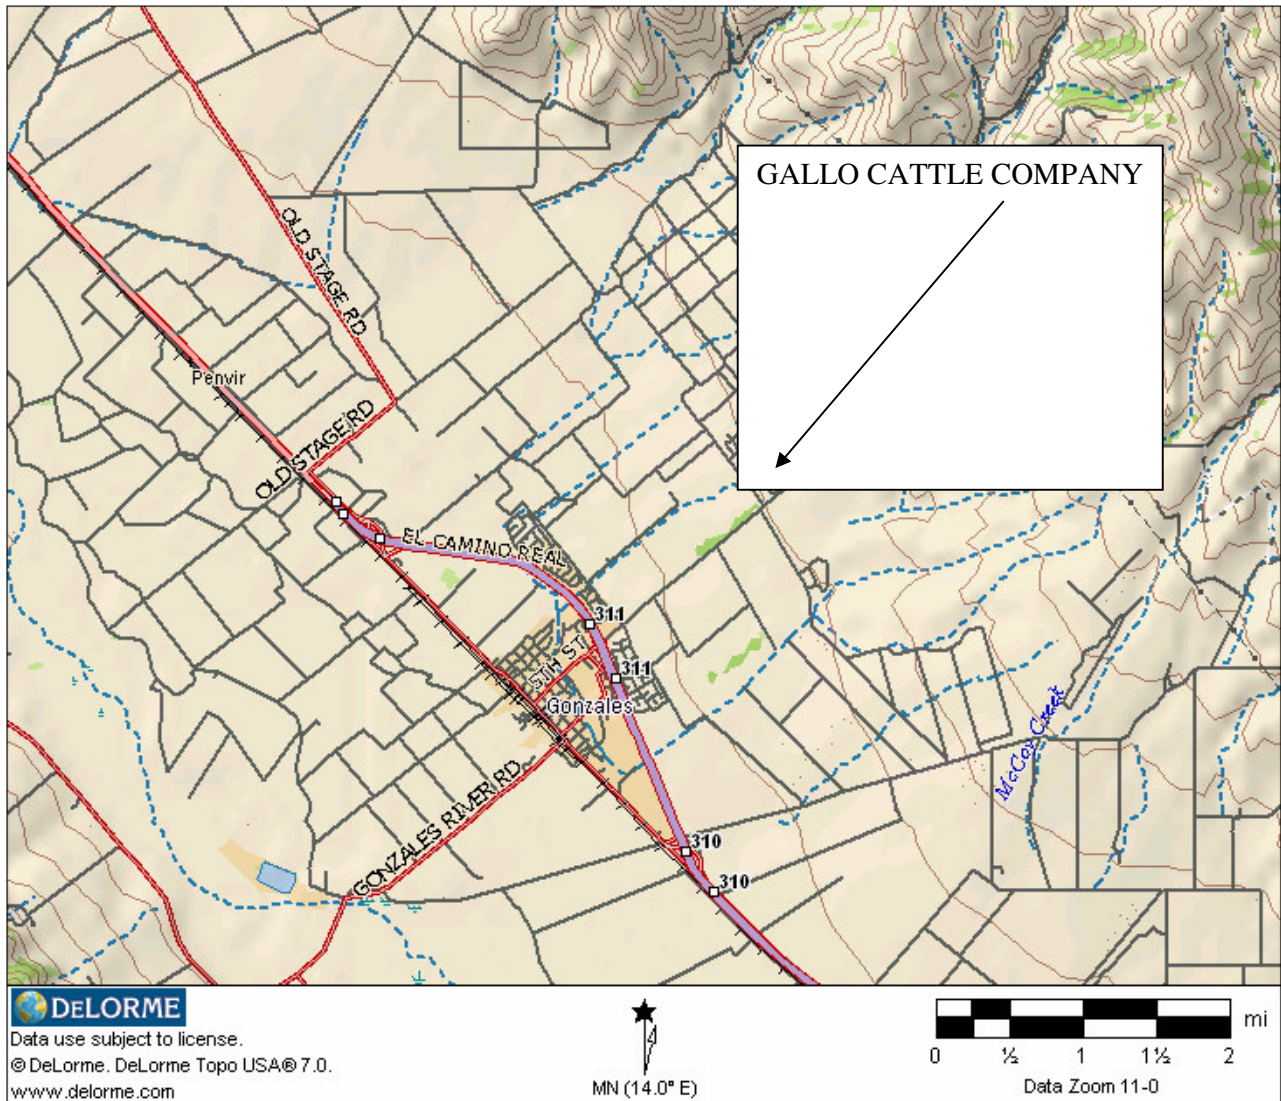 GALLO CATTLE COMPANY
OLD STAGE RD
Penvir
OLD STAGE RD
EL CAMINO REAL
311
5TH ST
311
Gonzales
McCoy Creek
GONZALES RIVER RD
310
310
DELORME
Data use subject to license.
© DeLorme. DeLorme Topo USA® 7.0.
www.delorme.com
MN (14.0° E)
mi
0 ½ 1 1½ 2
Data Zoom 11-0